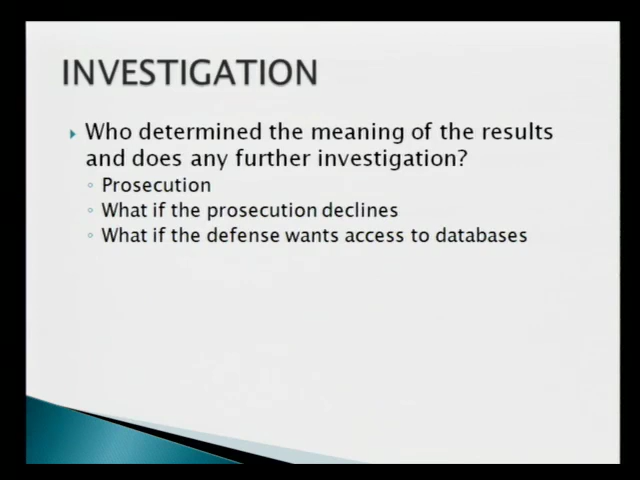 INVESTIGATION
Who determined the meaning of the results
and does any further investigation?
Prosecution
What if the prosecution declines
What if the defense wants access to databases